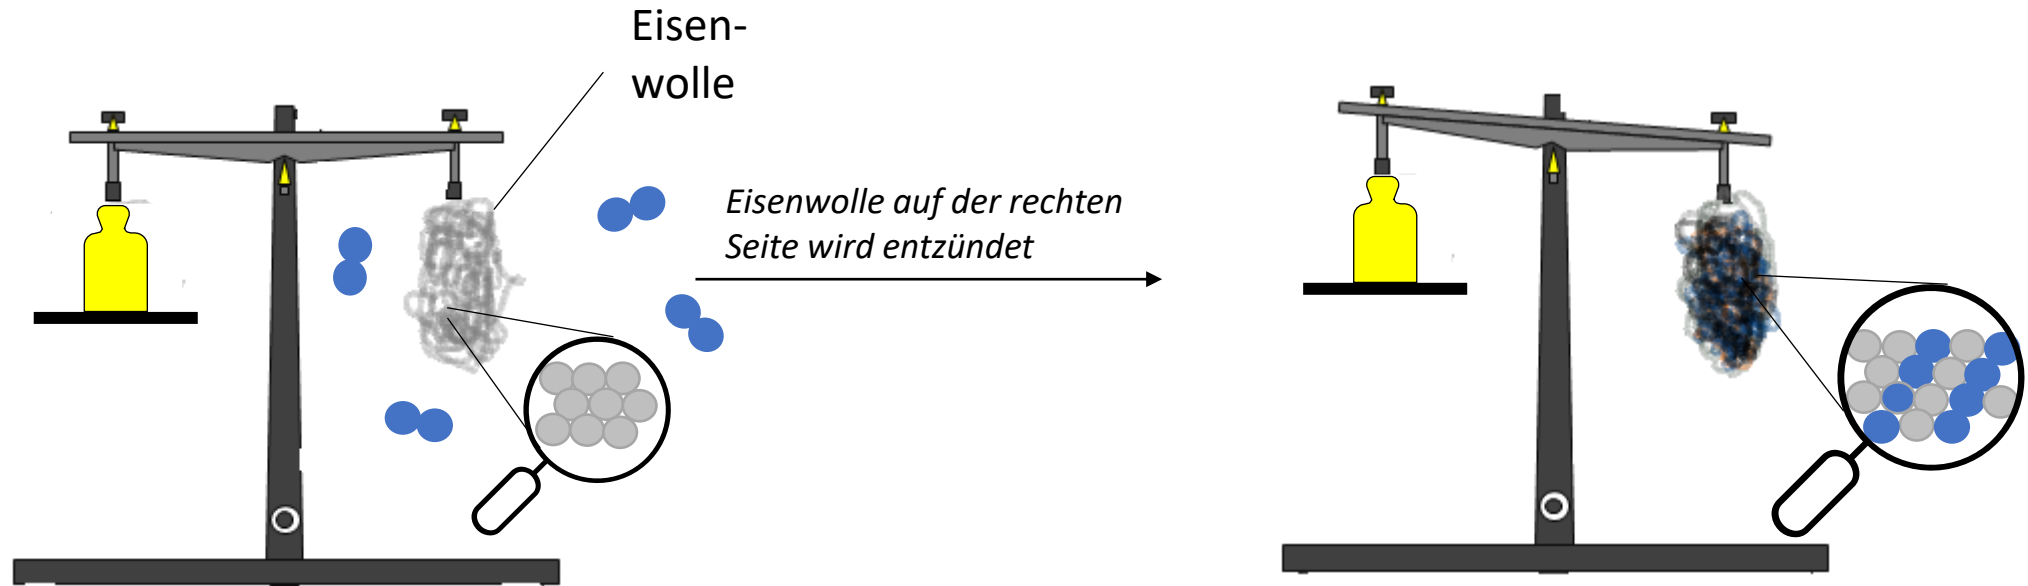 Eisen-
wolle
Eisenwolle auf der rechten
Seite wird entzündet